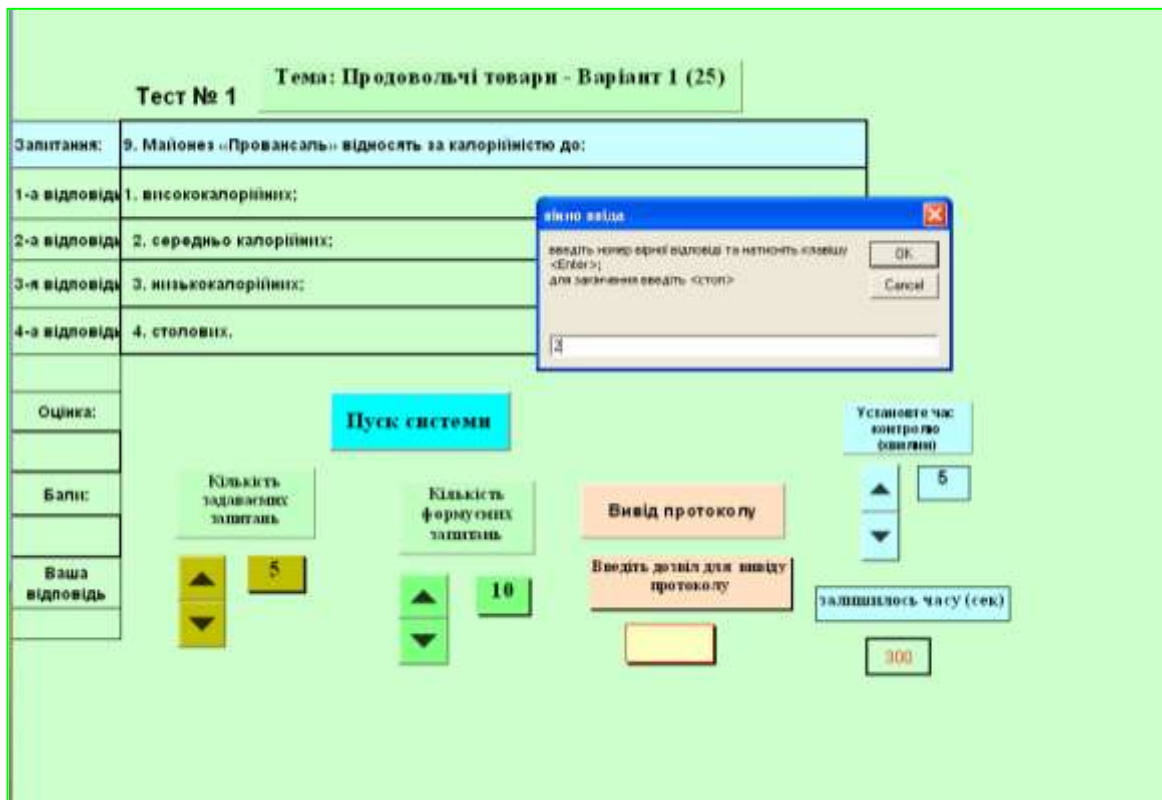 Тема: Продовольчі товари - Варіант 1 (25)
Тест № 1
Запитання: 9. Майонез «Провансаль» відносять за калорійністю до:
1-а відповідь 1. висококалорійних;
2-а відповідь 2. середньо калорійних;
3-я відповідь 3. низькокалорійних;
4-а відповідь 4. столових.
вікно ввіда
введіть номер вірної відповіді та натисніть клавішу
<Enter>;
для закінчення введіть <стоп>
OK
Cancel
Оцінка:
Пуск системи
Установте час
контролю
(хвилин)
5
Бали:
Кількість
задаваємих
запитань
5
Кількість
формуємих
запитань
10
Вивід протоколу
Введіть дозвіл для вивіду
протоколу
Ваша
відповідь
залишилось часу (сек)
300